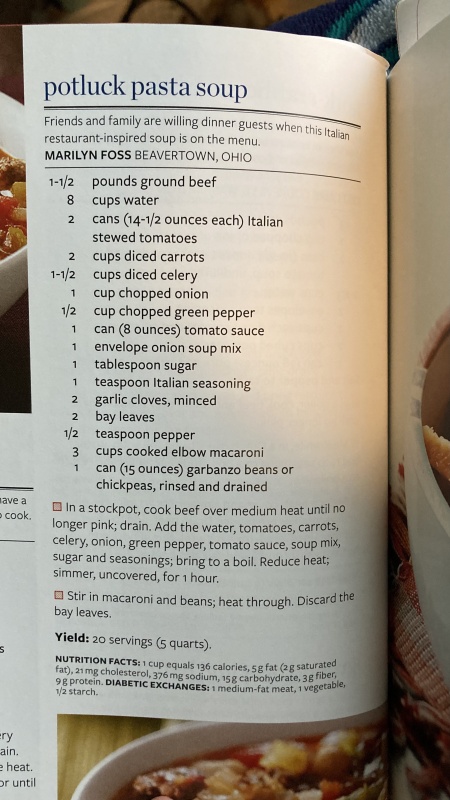 potluck pasta soup
Friends and family are willing dinner guests when this Italian
restaurant-inspired soup is on the menu.
MARILYN FOSS BEAVERTOWN, OHIO
1-1/2 pounds ground beef
8 cups water
2 cans (14-1/2 ounces each) Italian
stewed tomatoes
2 cups diced carrots
1-1/2 cups diced celery
1 cup chopped onion
1/2 cup chopped green pepper
1 can (8 ounces) tomato sauce
1 envelope onion soup mix
1 tablespoon sugar
1 teaspoon Italian seasoning
2 garlic cloves, minced
2 bay leaves
1/2 teaspoon pepper
3 cups cooked elbow macaroni
1 can (15 ounces) garbanzo beans or
chickpeas, rinsed and drained
In a stockpot, cook beef over medium heat until no
longer pink; drain. Add the water, tomatoes, carrots,
celery, onion, green pepper, tomato sauce, soup mix,
sugar and seasonings; bring to a boil. Reduce heat;
simmer, uncovered, for 1 hour.
Stir in macaroni and beans; heat through. Discard the
bay leaves.
Yield: 20 servings (5 quarts).
NUTRITION FACTS: 1 cup equals 136 calories, 5 g fat (2 g saturated
fat), 21 mg cholesterol, 376 mg sodium, 15 g carbohydrate, 3 g fiber,
9 g protein. DIABETIC EXCHANGES: 1 medium-fat meat, 1 vegetable,
1/2 starch.
have a
cook.
heat.
or until